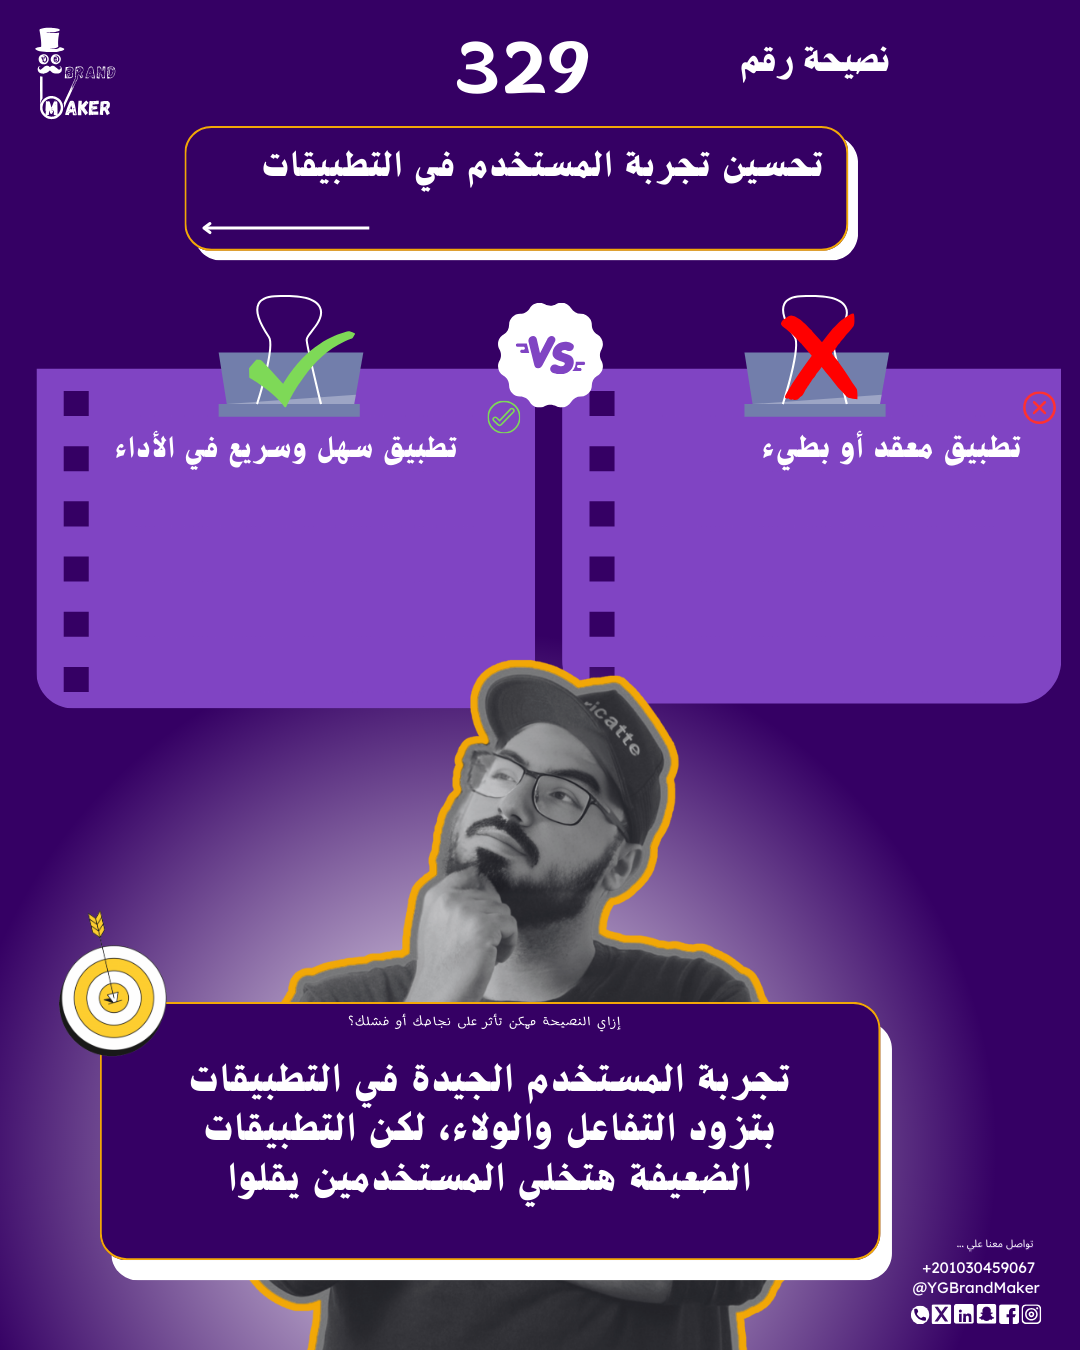 BRAND
MAKER
نصيحة رقم
329
تحسين تجربة المستخدم في التطبيقات
VS
تطبيق معقد أو بطيء
تطبيق سهل وسريع في الأداء
icatte
إزاي النصيحة ممكن تأثر على نجاحك أو فشلك؟
تجربة المستخدم الجيدة في التطبيقات
بتزود التفاعل والولاء، لكن التطبيقات
الضعيفة هتخلي المستخدمين يقلوا
تواصل معنا علي ...
+201030459067
@YGBrandMaker